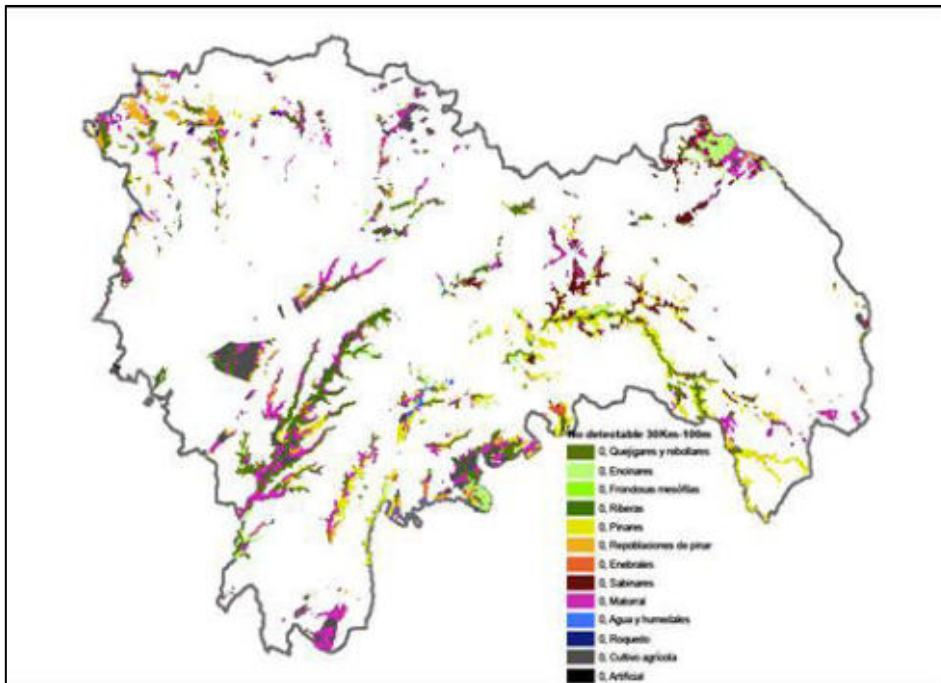 No detectable 30Km-100m
0, Quejigares y rebollares
0, Encinares
0, Frondosas mesófilas
0, Riberas
0, Pinares
0, Repoblaciones de pinar
0, Enebrales
0, Sabinares
0, Matorral
0, Agua y humedales
0, Roquedo
0, Cultivo agrícola
0, Artificial